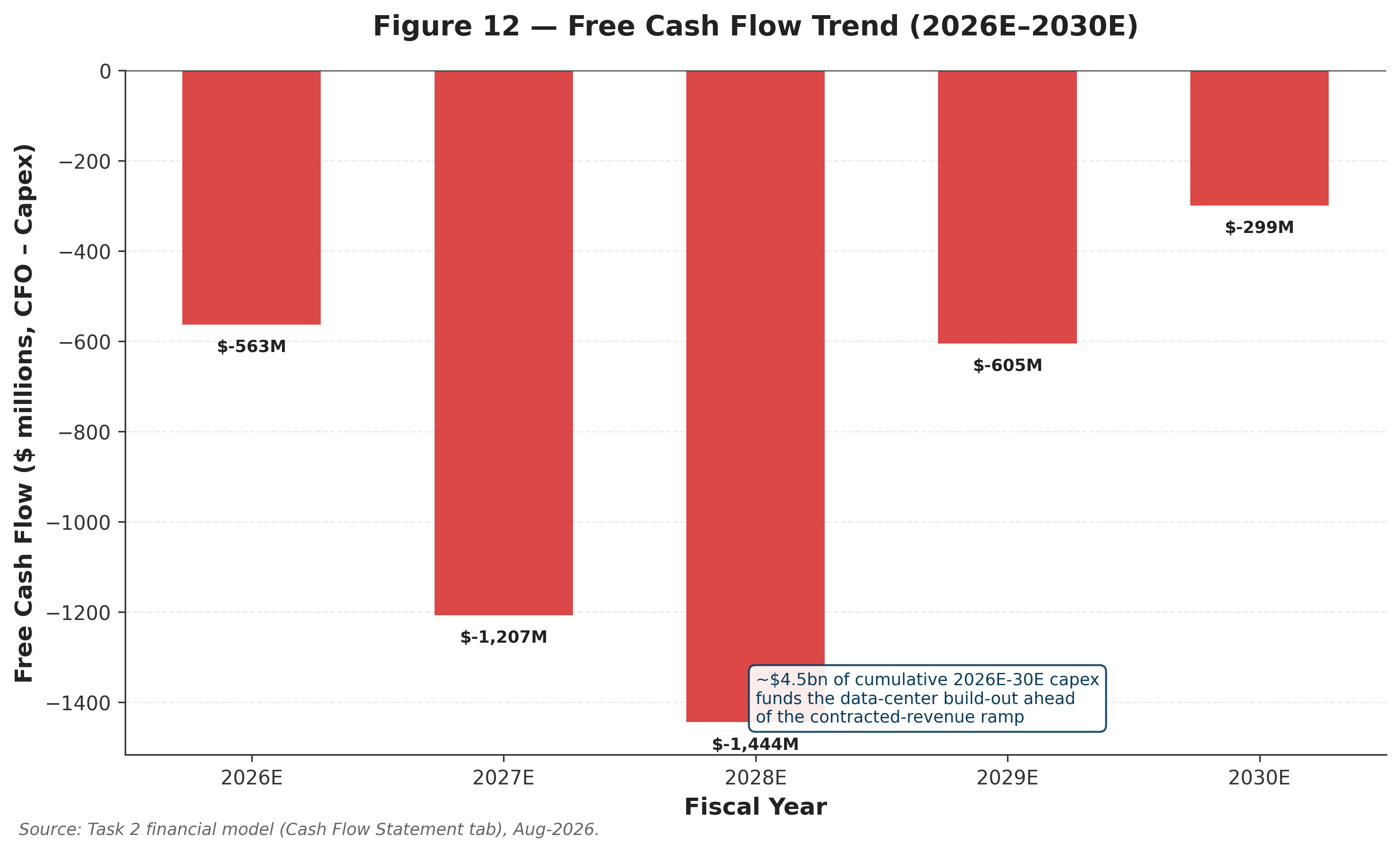 Figure 12 — Free Cash Flow Trend (2026E–2030E)
Free Cash Flow ($ millions, CFO – Capex)
0
−200
−400
−600
−800
−1000
−1200
−1400
$-563M
$-1,207M
$-1,444M
$-605M
$-299M
~$4.5bn of cumulative 2026E-30E capex
funds the data-center build-out ahead
of the contracted-revenue ramp
2026E
2027E
2028E
2029E
2030E
Fiscal Year
Source: Task 2 financial model (Cash Flow Statement tab), Aug-2026.